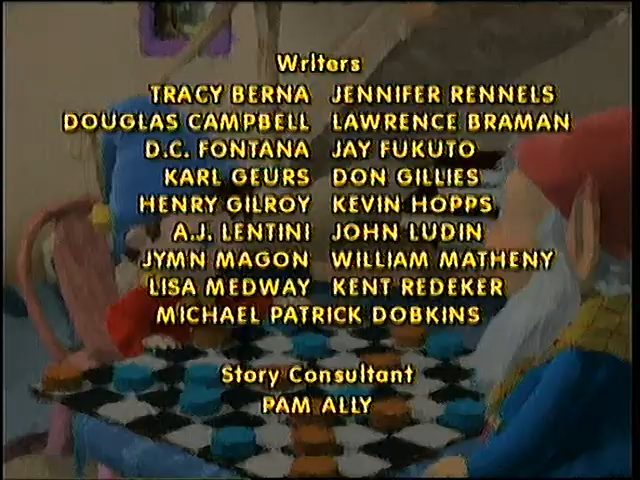 Writers
TRACY BERNA JENNIFER RENNELS
DOUGLAS CAMPBELL LAWRENCE BRAMAN
D.C. FONTANA JAY FUKUTO
KARL GEURS DON GILLIES
HENRY GILROY KEVIN HOPPS
A.J. LENTINI JOHN LUDIN
JYMN MAGON WILLIAM MATHENY
LISA MEDWAY KENT REDEKER
MICHAEL PATRICK DOBKINS
Story Consultant
PAM ALLY